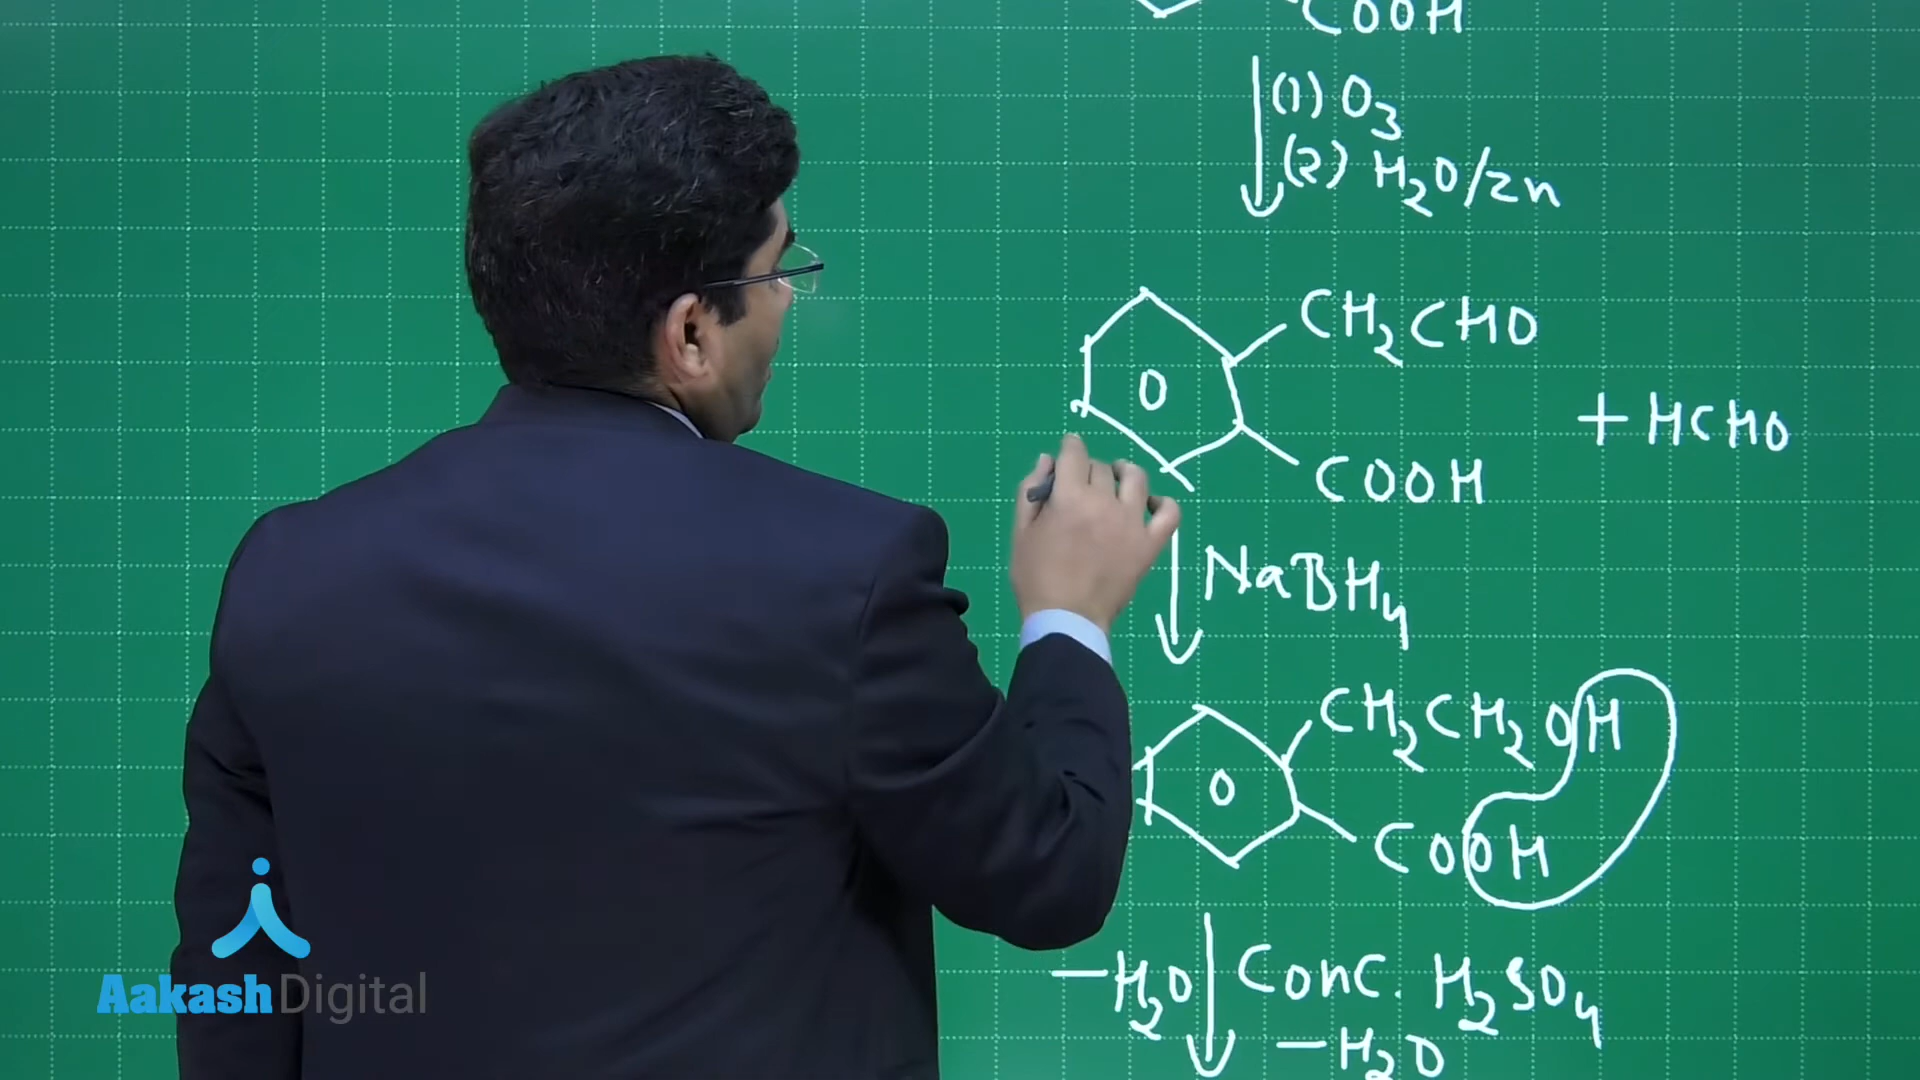 COOH
(1) O3
(2) H2O/Zn
CH2CHO
+ HCHO
COOH
NaBH4
CH2CH2OH
COOH
-H2O Conc. H2SO4
-H2O
Aakash Digital